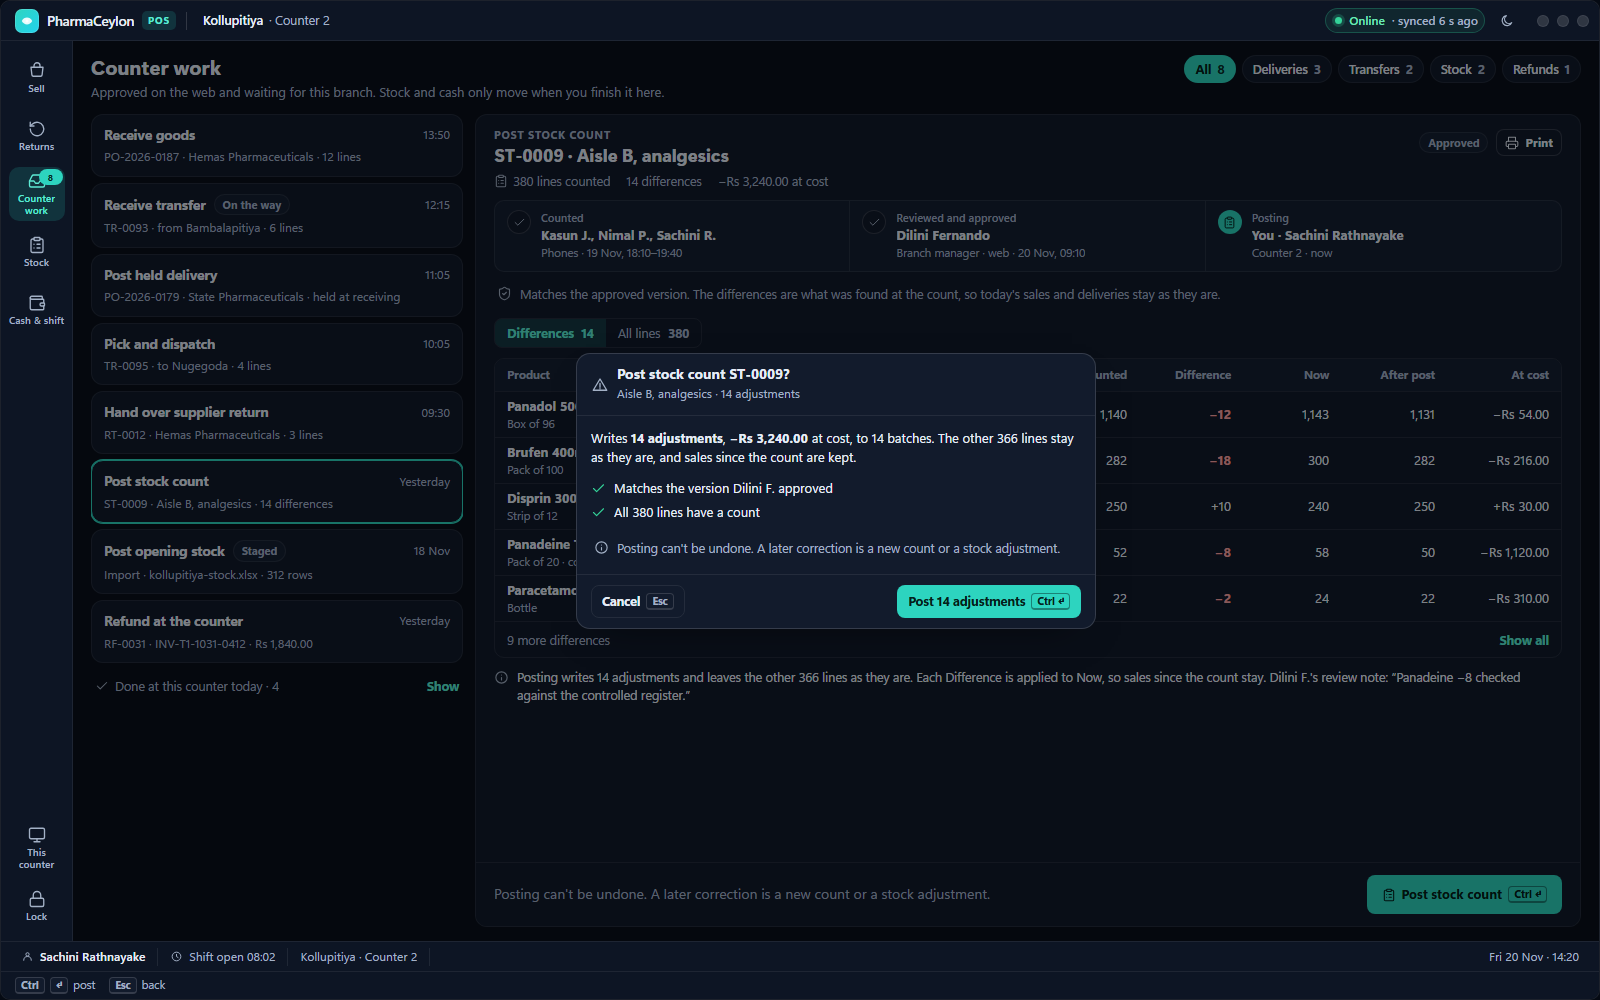 PharmaCeylon POS Kollupitiya · Counter 2
Online · synced 6 s ago
Sell
Returns
8
Counter work
Stock
Cash & shift
This counter
Lock
Counter work
Approved on the web and waiting for this branch. Stock and cash only move when you finish it here.
All 8 Deliveries 3 Transfers 2 Stock 2 Refunds 1
Receive goods 13:50
PO-2026-0187 · Hemas Pharmaceuticals · 12 lines
Receive transfer On the way 12:15
TR-0093 · from Bambalapitiya · 6 lines
Post held delivery 11:05
PO-2026-0179 · State Pharmaceuticals · held at receiving
Pick and dispatch 10:05
TR-0095 · to Nugegoda · 4 lines
Hand over supplier return 09:30
RT-0012 · Hemas Pharmaceuticals · 3 lines
Post stock count Yesterday
ST-0009 · Aisle B, analgesics · 14 differences
Post opening stock Staged 18 Nov
Import · kollupitiya-stock.xlsx · 312 rows
Refund at the counter Yesterday
RF-0031 · INV-T1-1031-0412 · Rs 1,840.00
Done at this counter today · 4 Show
POST STOCK COUNT
ST-0009 · Aisle B, analgesics
Approved Print
380 lines counted 14 differences −Rs 3,240.00 at cost
Counted
Kasun J., Nimal P., Sachini R.
Phones · 19 Nov, 18:10–19:40
Reviewed and approved
Dilini Fernando
Branch manager · web · 20 Nov, 09:10
Posting
You · Sachini Rathnayake
Counter 2 · now
Matches the approved version. The differences are what was found at the count, so today's sales and deliveries stay as they are.
Differences 14 All lines 380
Product Difference Now After post At cost
Panadol 1,140 −12 1,143 1,131 −Rs 54.00
Box of 96
Brufen 282 −18 300 282 −Rs 216.00
Pack of 100
Disprin 300 250 +10 240 250 +Rs 30.00
Strip of 12
Panadeine 52 −8 58 50 −Rs 1,120.00
Pack of 20
22 −2 24 22 −Rs 310.00
Bottle
9 more differences Show all
Posting writes 14 adjustments and leaves the other 366 lines as they are. Each Difference is applied to Now, so sales since the count stay. Dilini F.'s review note: “Panadeine −8 checked
against the controlled register.”
Post stock count ST-0009?
Aisle B, analgesics · 14 adjustments
Writes 14 adjustments, −Rs 3,240.00 at cost, to 14 batches. The other 366 lines stay
as they are, and sales since the count are kept.
Matches the version Dilini F. approved
All 380 lines have a count
Posting can't be undone. A later correction is a new count or a stock adjustment.
Cancel Esc Post 14 adjustments Ctrl ↵
Posting can't be undone. A later correction is a new count or a stock adjustment. Post stock count Ctrl ↵
Sachini Rathnayake Shift open 08:02 Kollupitiya · Counter 2 Fri 20 Nov · 14:20
Ctrl ↵ post Esc back